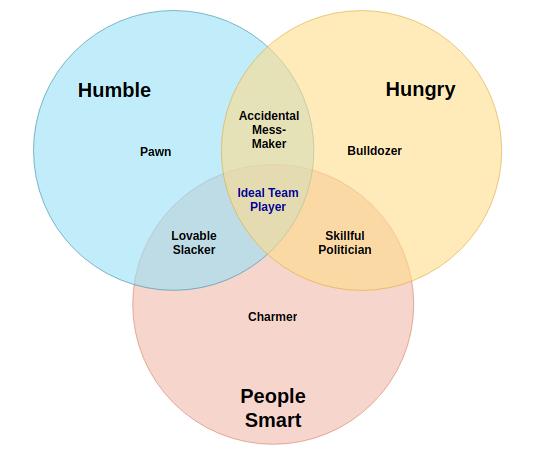 Humble
Hungry
Accidental
Mess-
Maker
Pawn
Bulldozer
Ideal Team
Player
Lovable
Slacker
Skillful
Politician
Charmer
People
Smart